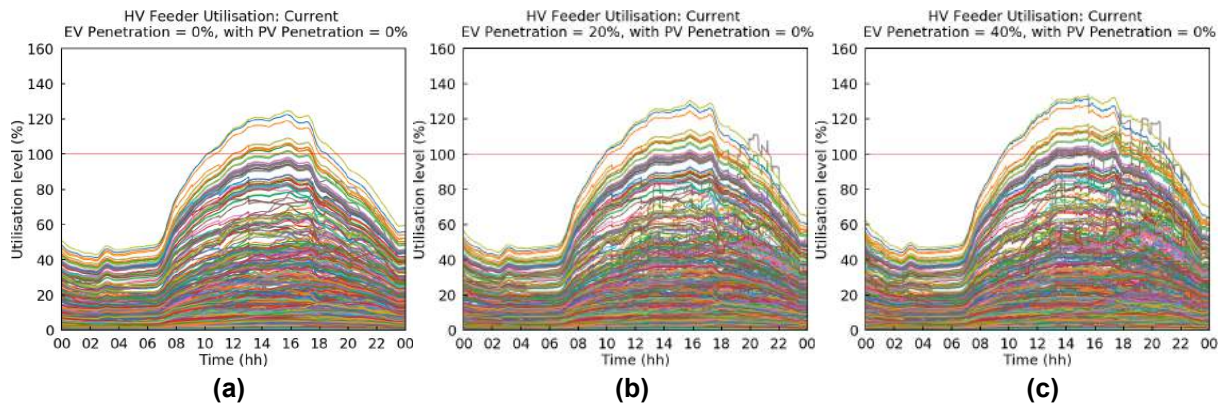 HV Feeder Utilisation: Current
EV Penetration = 0%, with PV Penetration = 0%
160
140
120
100
80
60
40
20
0
Utilisation level (%)
00 02 04 06 08 10 12 14 16 18 20 22 00
Time (hh)
(a)
HV Feeder Utilisation: Current
EV Penetration = 20%, with PV Penetration = 0%
160
140
120
100
80
60
40
20
0
Utilisation level (%)
00 02 04 06 08 10 12 14 16 18 20 22 00
Time (hh)
(b)
HV Feeder Utilisation: Current
EV Penetration = 40%, with PV Penetration = 0%
160
140
120
100
80
60
40
20
0
Utilisation level (%)
00 02 04 06 08 10 12 14 16 18 20 22 00
Time (hh)
(c)